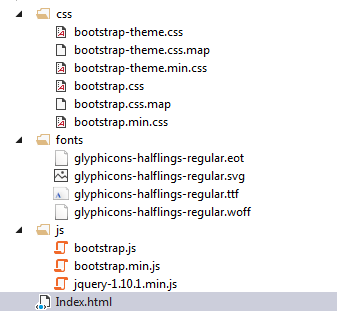 css
bootstrap-theme.css
bootstrap-theme.css.map
bootstrap-theme.min.css
bootstrap.css
bootstrap.css.map
bootstrap.min.css
fonts
glyphicons-halflings-regular.eot
glyphicons-halflings-regular.svg
glyphicons-halflings-regular.ttf
glyphicons-halflings-regular.woff
js
bootstrap.js
bootstrap.min.js
jquery-1.10.1.min.js
Index.html